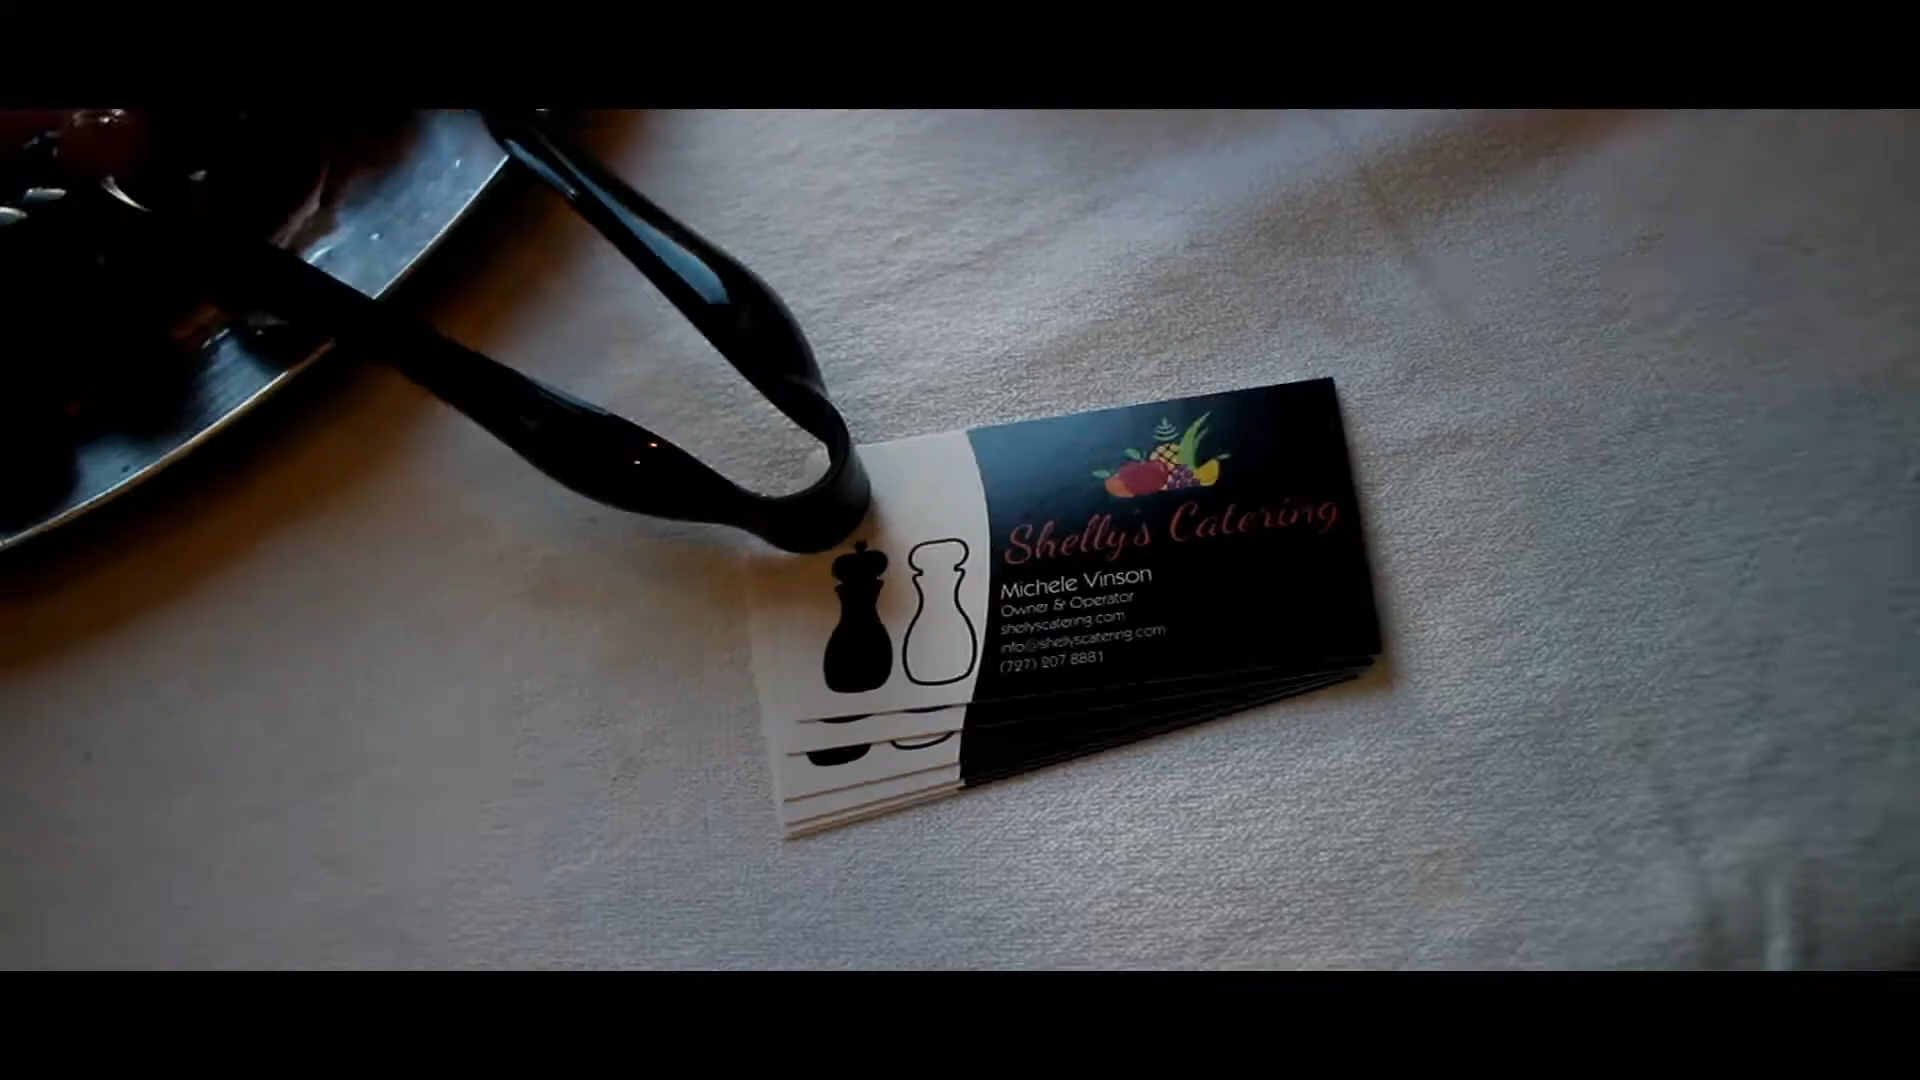 Shelly's Catering
Michele Vinson
Owner & Operator
shellyscatering.com
info@shellyscatering.com
(727) 207 8881